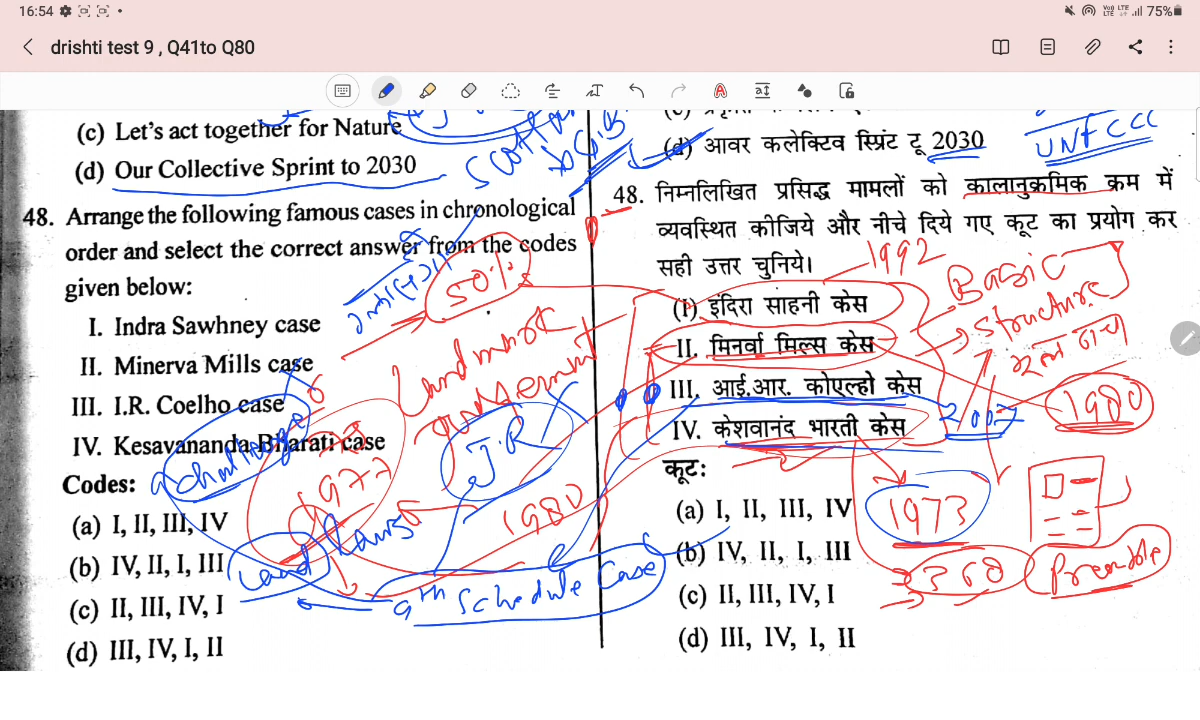 16:54
75%
drishti test 9 , Q41to Q80
(c) Let's act together for Nature
(d) Our Collective Sprint to 2030
48. Arrange the following famous cases in chronological
order and select the correct answer from the codes
given below:
I. Indra Sawhney case
II. Minerva Mills case
III. I.R. Coelho case
IV. Kesavananda Bharati case
Codes:
(a) I, II, III, IV
(b) IV, II, I, III
(c) II, III, IV, I
(d) III, IV, I, II
(d) आवर कलेक्टिव स्प्रिंट टू 2030
UNFCCC
48. निम्नलिखित प्रसिद्ध मामलों को कालानुक्रमिक क्रम में
व्यवस्थित कीजिये और नीचे दिये गए कूट का प्रयोग कर
सही उत्तर चुनिये।
(I) इंदिरा साहनी केस
II. मिनर्वा मिल्स केस
III. आई.आर. कोएल्हो केस
IV. केशवानंद भारती केस
कूट:
(a) I, II, III, IV
(b) IV, II, I, III
(c) II, III, IV, I
(d) III, IV, I, II
1992
Basic
Structure
1980
2007
1973
368
Preamble
50%
Landmark
Judgement
J.R
1977
1980
Land Laws
9th Schedule Case